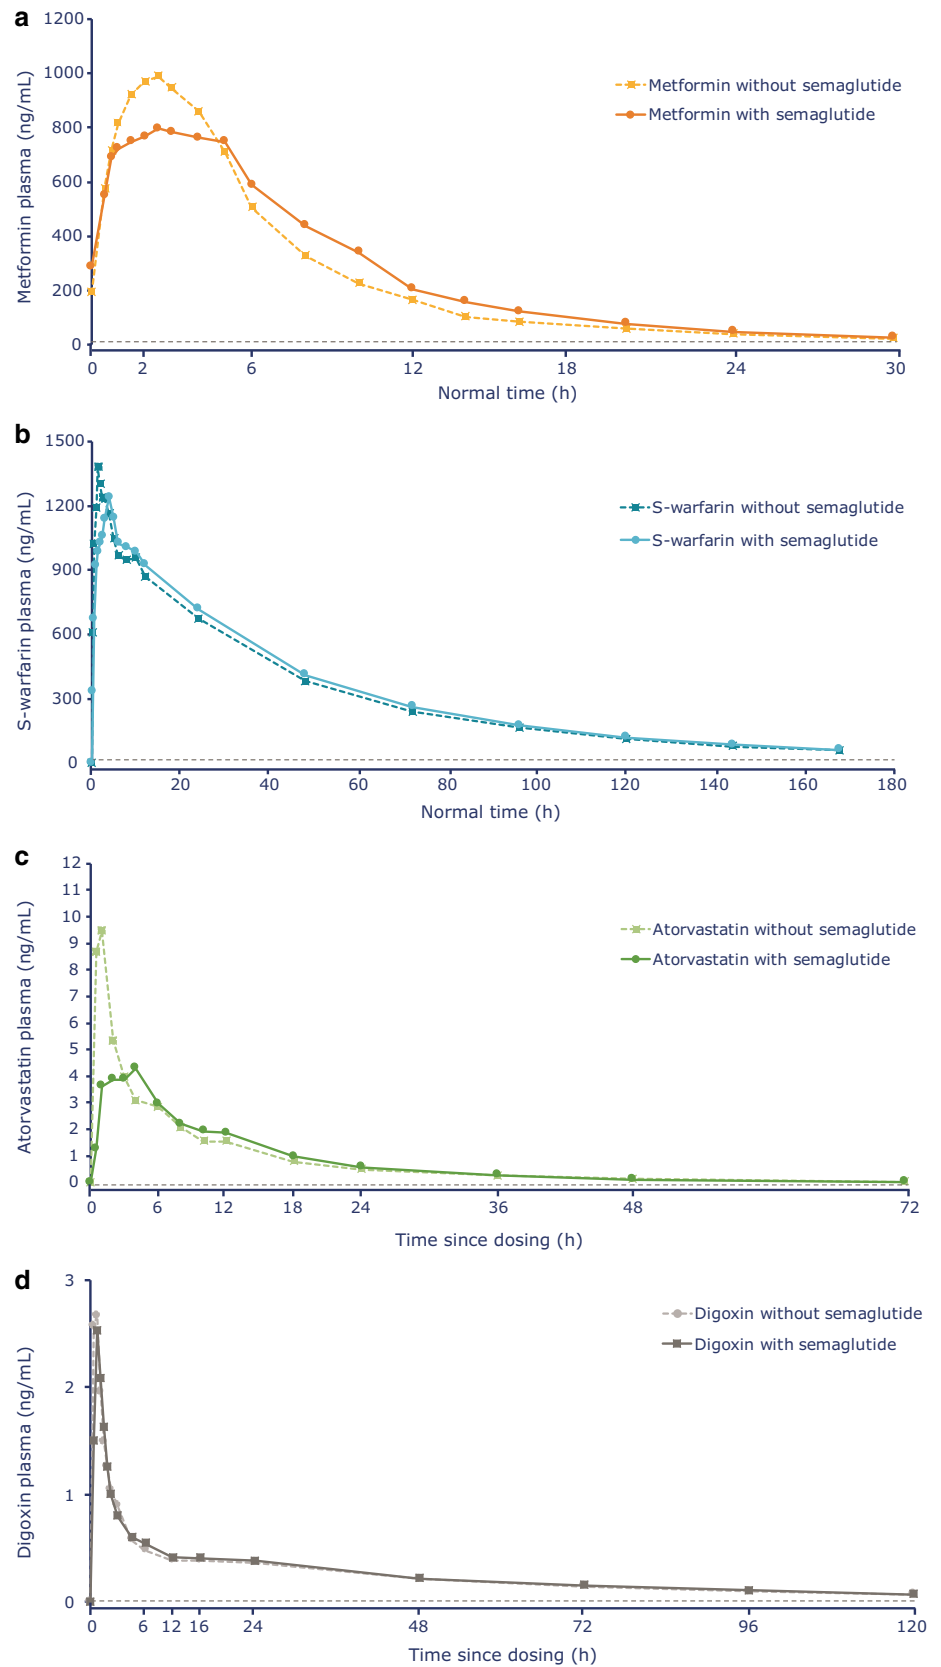 a
1200
1000
800
600
400
200
0
Metformin plasma (ng/mL)
Metformin without semaglutide
Metformin with semaglutide
0 2 6 12 18 24 30
Normal time (h)
b
1500
1200
900
600
300
0
S-warfarin plasma (ng/mL)
S-warfarin without semaglutide
S-warfarin with semaglutide
0 20 40 60 80 100 120 140 160 180
Normal time (h)
c
12
11
10
9
8
7
6
5
4
3
2
1
0
Atorvastatin plasma (ng/mL)
Atorvastatin without semaglutide
Atorvastatin with semaglutide
0 6 12 18 24 36 48 72
Time since dosing (h)
d
3
2
1
0
Digoxin plasma (ng/mL)
Digoxin without semaglutide
Digoxin with semaglutide
0 6 12 16 24 48 72 96 120
Time since dosing (h)